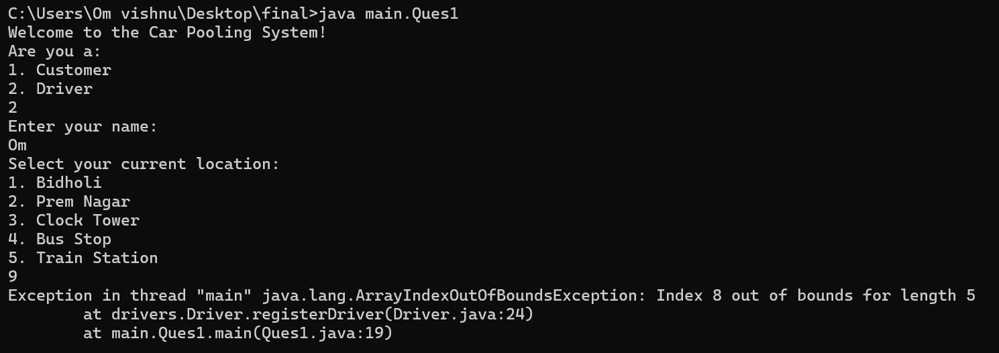 C:\Users\Om vishnu\Desktop\final>java main.Ques1
Welcome to the Car Pooling System!
Are you a:
1. Customer
2. Driver
2
Enter your name:
Om
Select your current location:
1. Bidholi
2. Prem Nagar
3. Clock Tower
4. Bus Stop
5. Train Station
9
Exception in thread "main" java.lang.ArrayIndexOutOfBoundsException: Index 8 out of bounds for length 5
        at drivers.Driver.registerDriver(Driver.java:24)
        at main.Ques1.main(Ques1.java:19)